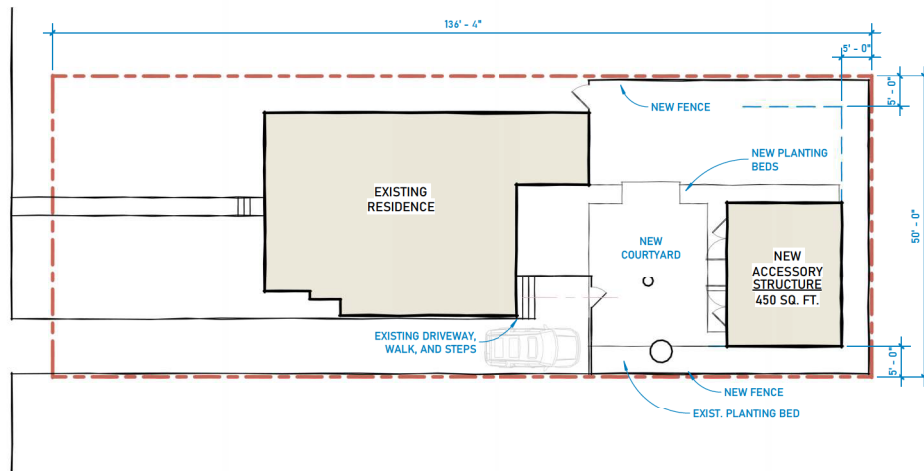 136' - 4"
5' - 0"
5' - 0"
NEW FENCE
NEW PLANTING
BEDS
EXISTING
RESIDENCE
50' - 0"
NEW
COURTYARD
NEW
ACCESSORY
STRUCTURE
450 SQ. FT.
C
EXISTING DRIVEWAY,
WALK, AND STEPS
5' - 0"
NEW FENCE
EXIST. PLANTING BED